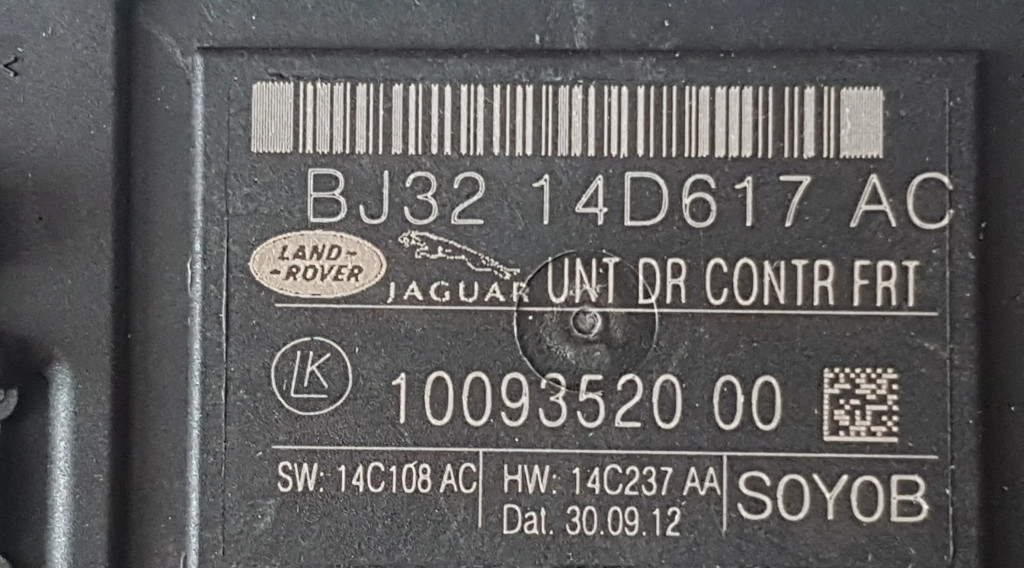 BJ32 14D617 AC
LAND-
-ROVER
JAGUAR UNT DR CONTR FRT
LK 10093520 00
SW: 14C108 AC HW: 14C237 AA SOYOB
Dat. 30.09.12